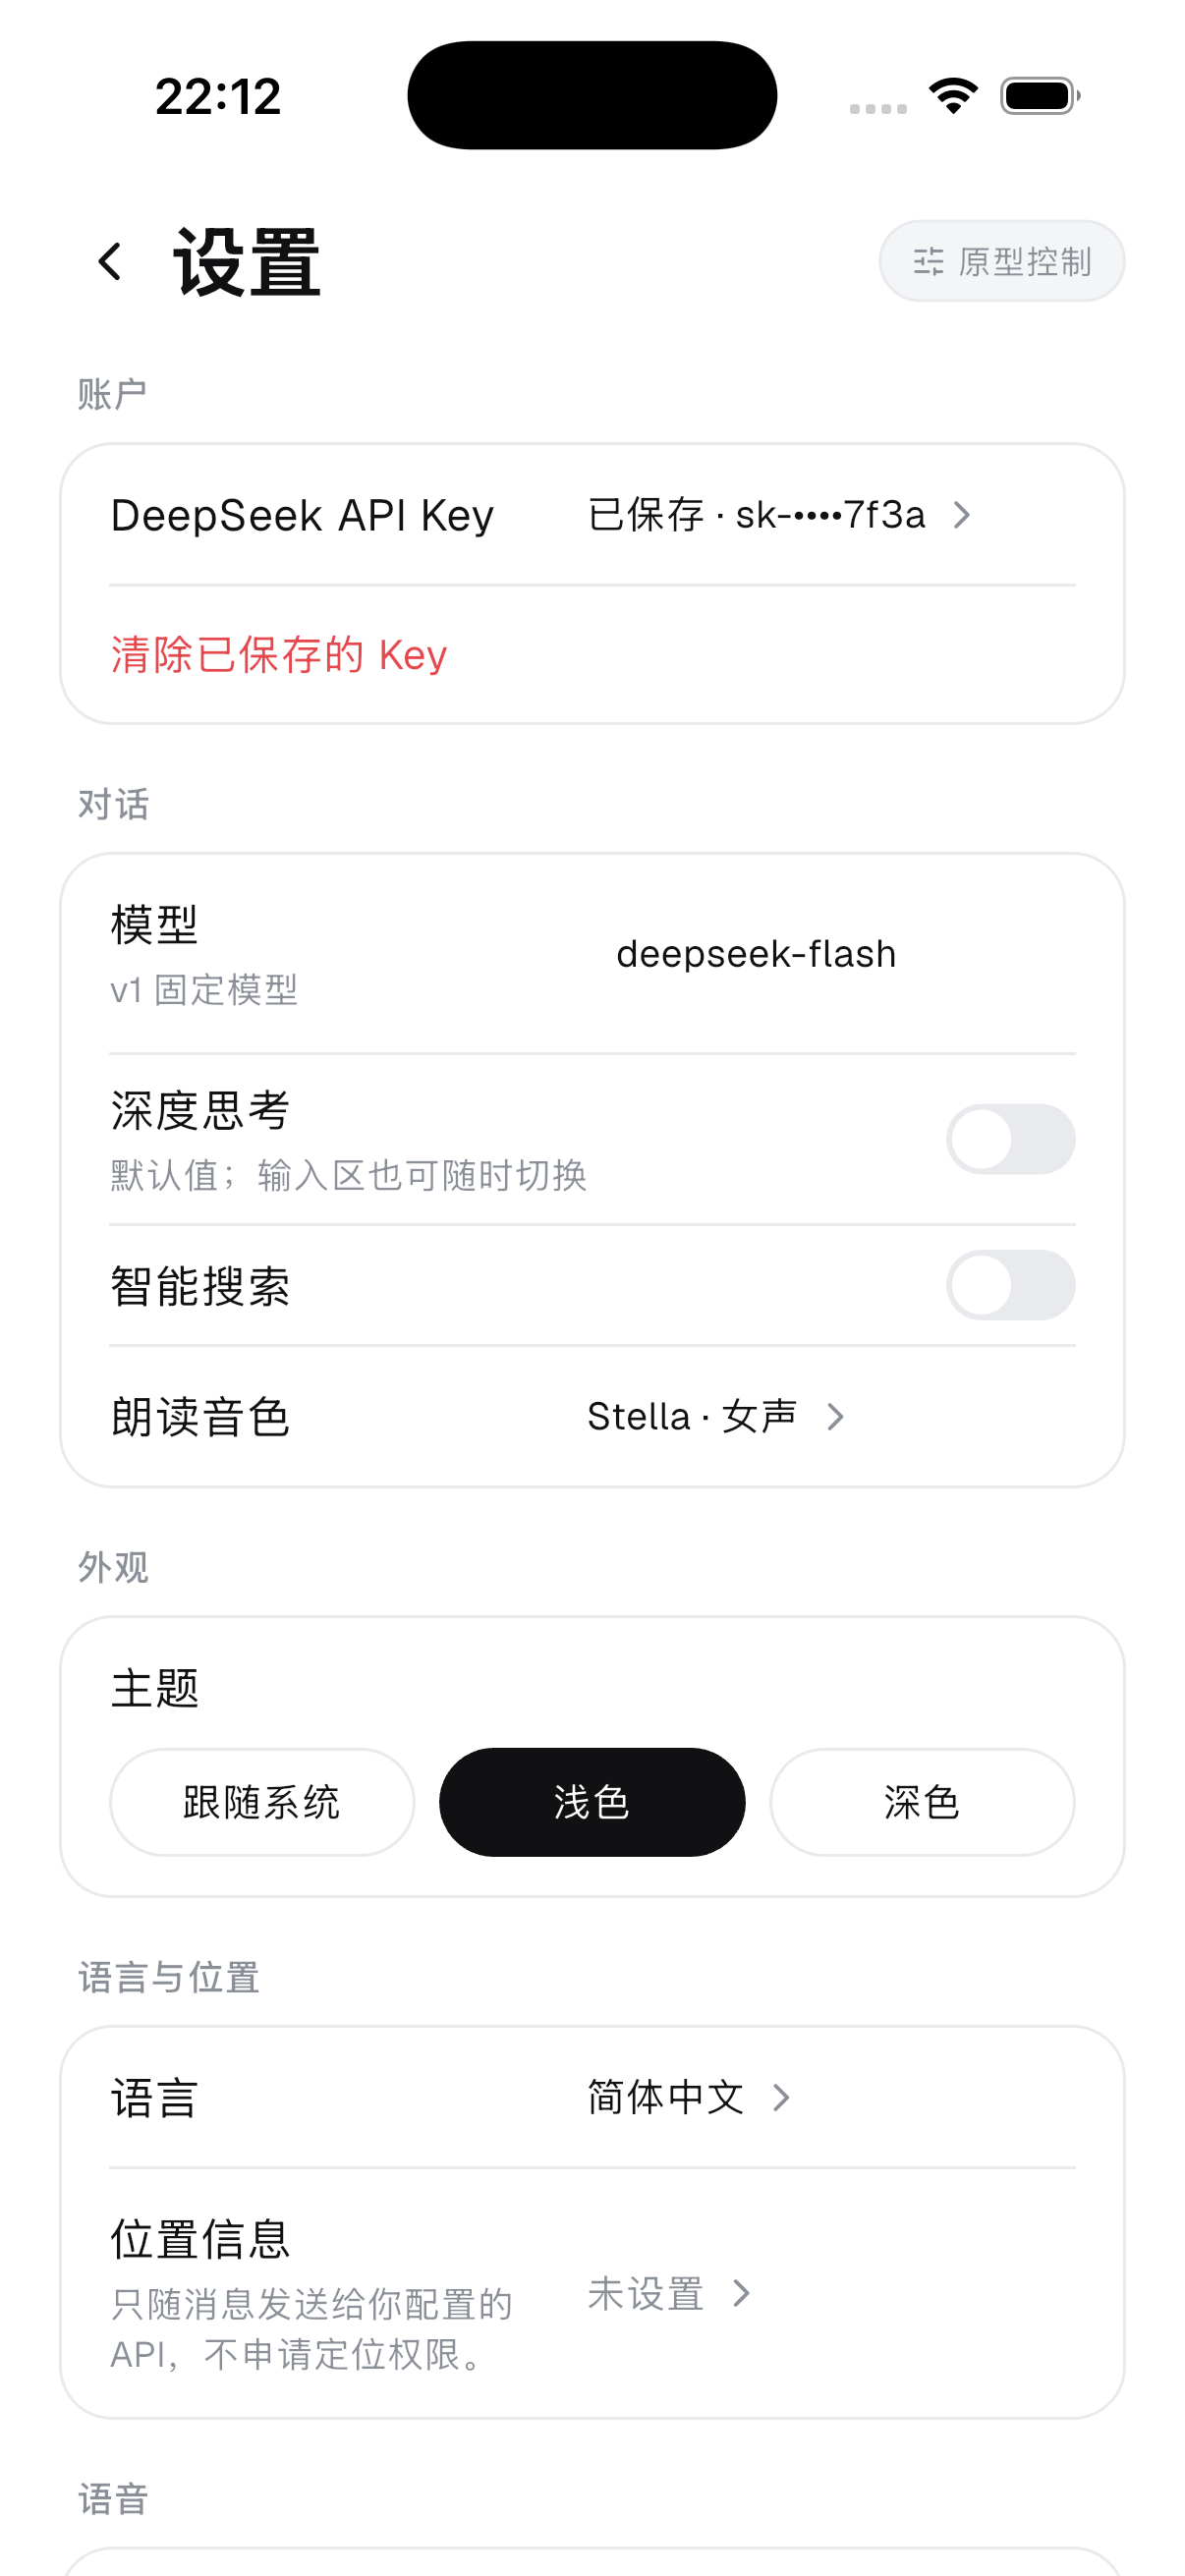 22:12
设置
原型控制
账户
DeepSeek API Key
已保存 · sk-••••7f3a
清除已保存的 Key
对话
模型
v1 固定模型
deepseek-flash
深度思考
默认值；输入区也可随时切换
智能搜索
朗读音色
Stella · 女声
外观
主题
跟随系统
浅色
深色
语言与位置
语言
简体中文
位置信息
只随消息发送给你配置的
API，不申请定位权限。
未设置
语音